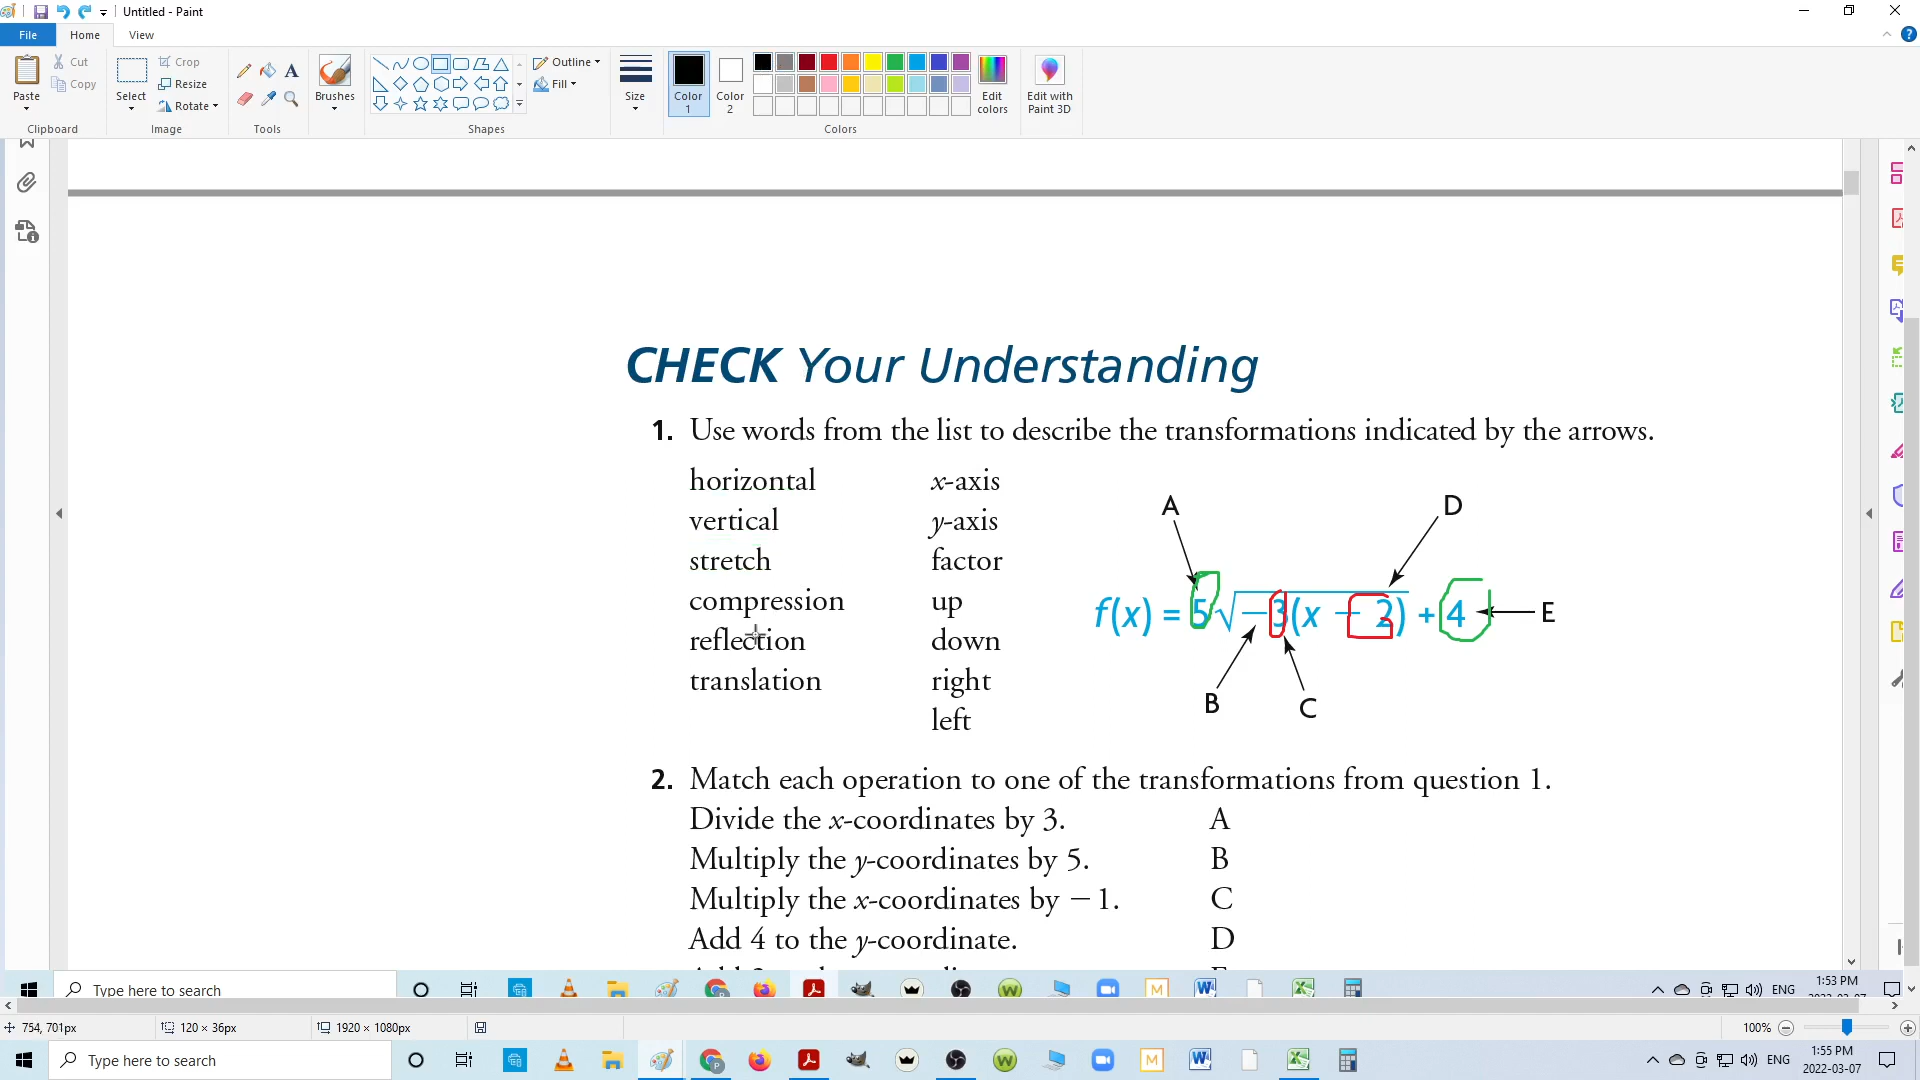 Untitled - Paint
File Home View
Paste Cut Copy Clipboard
Select Crop Resize Rotate Image
Tools
Brushes
Shapes
Outline Fill
Size
Color 1
Color 2
Edit colors
Colors
Edit with Paint 3D
CHECK Your Understanding
1. Use words from the list to describe the transformations indicated by the arrows.
horizontal x-axis
vertical y-axis
stretch factor
compression up
reflection down
translation right
left
A D
f(x) = 5√−3(x − 2) + 4 E
B C
2. Match each operation to one of the transformations from question 1.
Divide the x-coordinates by 3. A
Multiply the y-coordinates by 5. B
Multiply the x-coordinates by −1. C
Add 4 to the y-coordinate. D
Type here to search ENG 1:53 PM
754, 701px 120 × 36px 1920 × 1080px 100%
Type here to search ENG 1:55 PM
2022-03-07